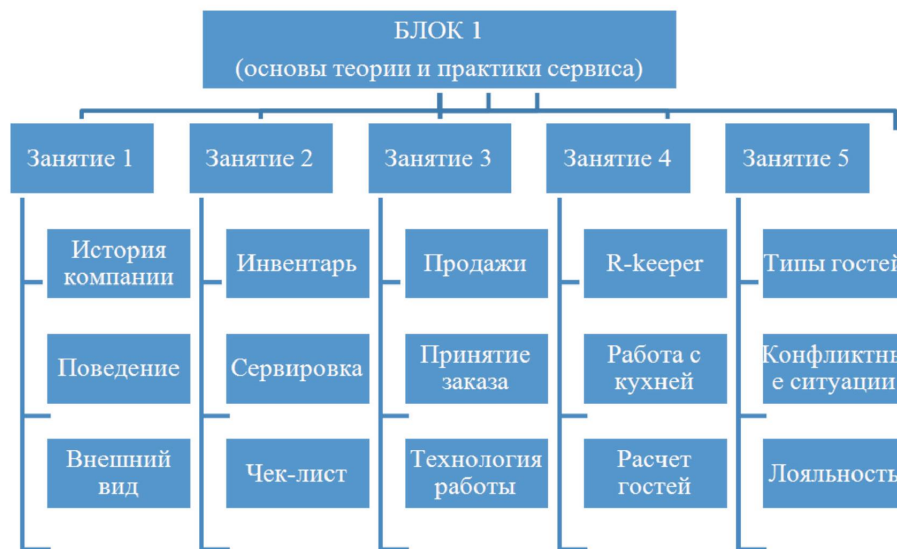 БЛОК 1
(основы теории и практики сервиса)
Занятие 1
Занятие 2
Занятие 3
Занятие 4
Занятие 5
История
компании
Инвентарь
Продажи
R-keeper
Типы гостей
Поведение
Сервировка
Принятие
заказа
Работа с
кухней
Конфликтны
е ситуации
Внешний
вид
Чек-лист
Технология
работы
Расчет
гостей
Лояльность